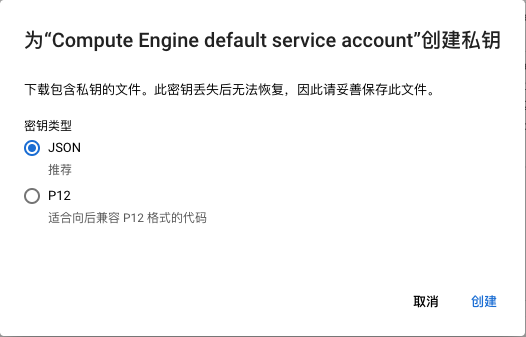 为“Compute Engine default service account”创建私钥
下载包含私钥的文件。此密钥丢失后无法恢复，因此请妥善保存此文件。
密钥类型
JSON
推荐
P12
适合向后兼容 P12 格式的代码
取消 创建